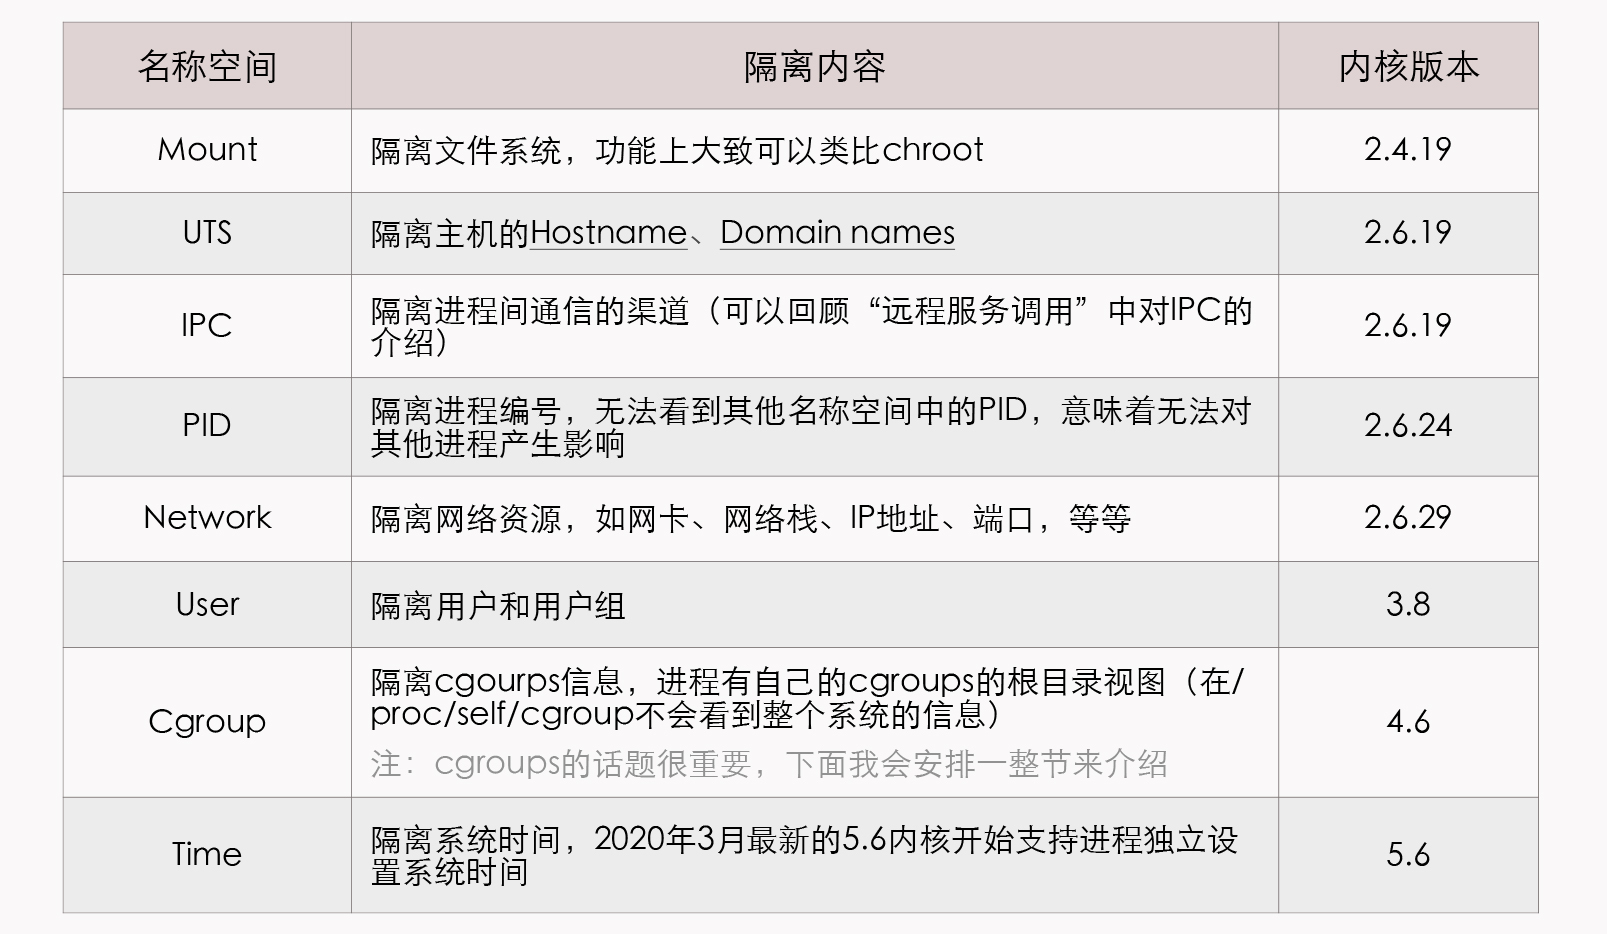 名称空间 隔离内容 内核版本
Mount 隔离文件系统，功能上大致可以类比chroot 2.4.19
UTS 隔离主机的Hostname、Domain names 2.6.19
IPC 隔离进程间通信的渠道（可以回顾“远程服务调用”中对IPC的
介绍） 2.6.19
PID 隔离进程编号，无法看到其他名称空间中的PID，意味着无法对
其他进程产生影响 2.6.24
Network 隔离网络资源，如网卡、网络栈、IP地址、端口，等等 2.6.29
User 隔离用户和用户组 3.8
Cgroup 隔离cgourps信息，进程有自己的cgroups的根目录视图（在/
proc/self/cgroup不会看到整个系统的信息） 4.6
注：cgroups的话题很重要，下面我会安排一整节来介绍
Time 隔离系统时间，2020年3月最新的5.6内核开始支持进程独立设
置系统时间 5.6